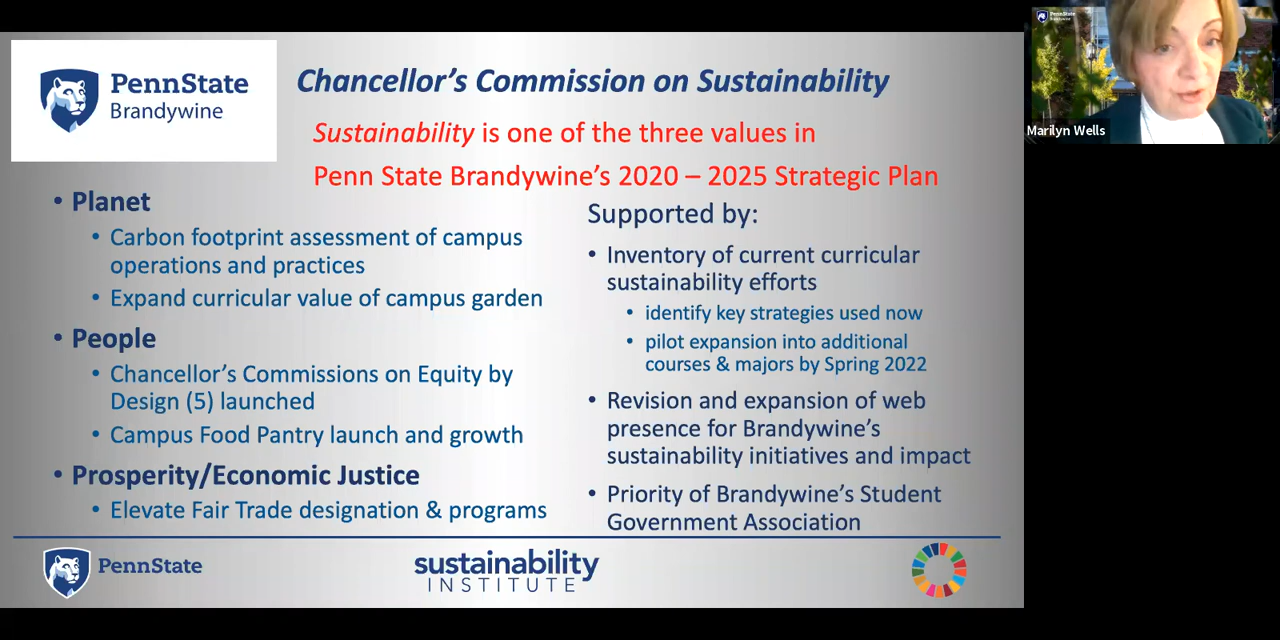 PennState
Brandywine
Chancellor's Commission on Sustainability
Sustainability is one of the three values in
Penn State Brandywine's 2020 – 2025 Strategic Plan
• Planet
• Carbon footprint assessment of campus
operations and practices
• Expand curricular value of campus garden
• People
• Chancellor's Commissions on Equity by
Design (5) launched
• Campus Food Pantry launch and growth
• Prosperity/Economic Justice
• Elevate Fair Trade designation & programs
Supported by:
• Inventory of current curricular
sustainability efforts
• identify key strategies used now
• pilot expansion into additional
courses & majors by Spring 2022
• Revision and expansion of web
presence for Brandywine's
sustainability initiatives and impact
• Priority of Brandywine's Student
Government Association
PennState
sustainability
INSTITUTE
PennState
Brandywine
Marilyn Wells